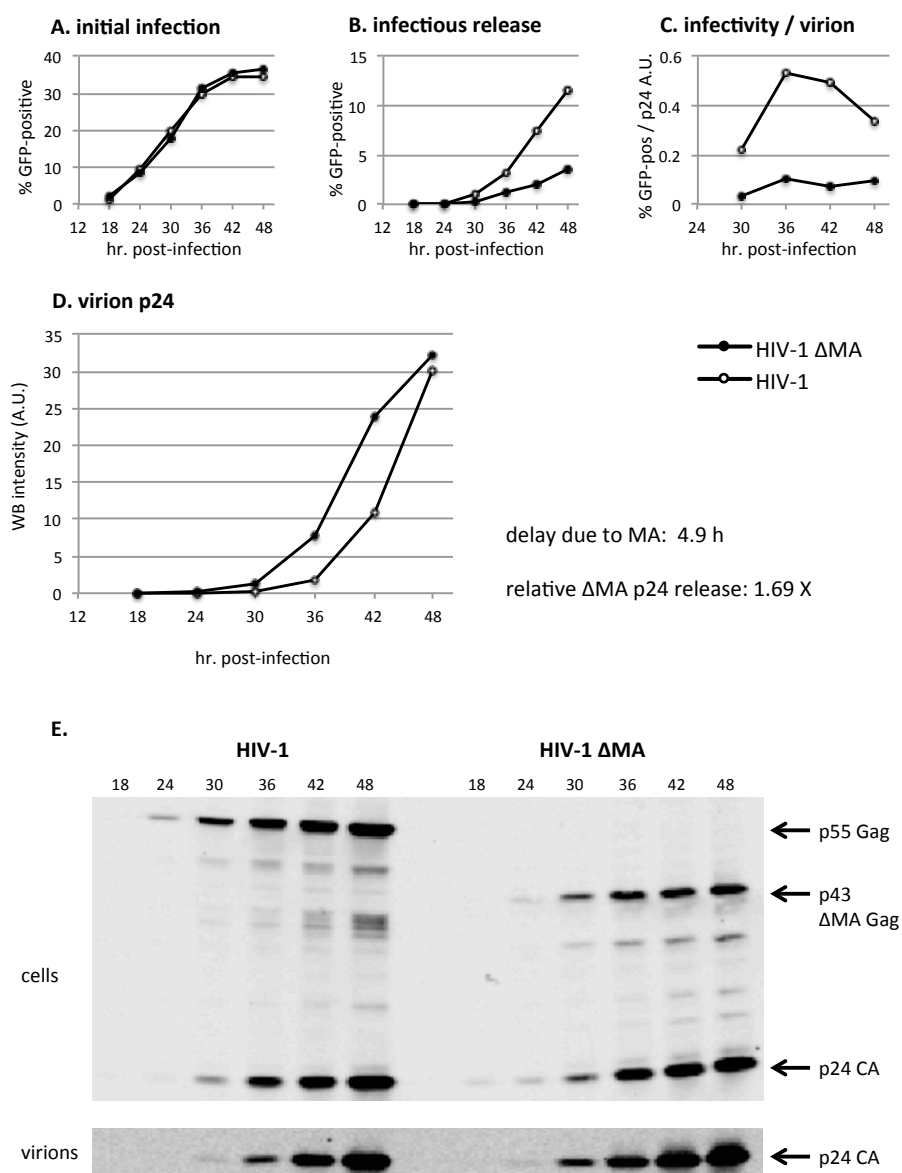 A. initial infection
% GFP-positive
40
30
20
10
0
12 18 24 30 36 42 48
hr. post-infection
B. infectious release
% GFP-positive
15
10
5
0
12 18 24 30 36 42 48
hr. post-infection
C. infectivity / virion
% GFP-pos / p24 A.U.
0.6
0.4
0.2
0
24 30 36 42 48
hr. post-infection
D. virion p24
WB intensity (A.U.)
35
30
25
20
15
10
5
0
12 18 24 30 36 42 48
hr. post-infection
HIV-1 ΔMA
HIV-1
delay due to MA: 4.9 h
relative ΔMA p24 release: 1.69 X
E.
HIV-1 HIV-1 ΔMA
18 24 30 36 42 48 18 24 30 36 42 48
p55 Gag
p43
ΔMA Gag
cells
p24 CA
virions
p24 CA